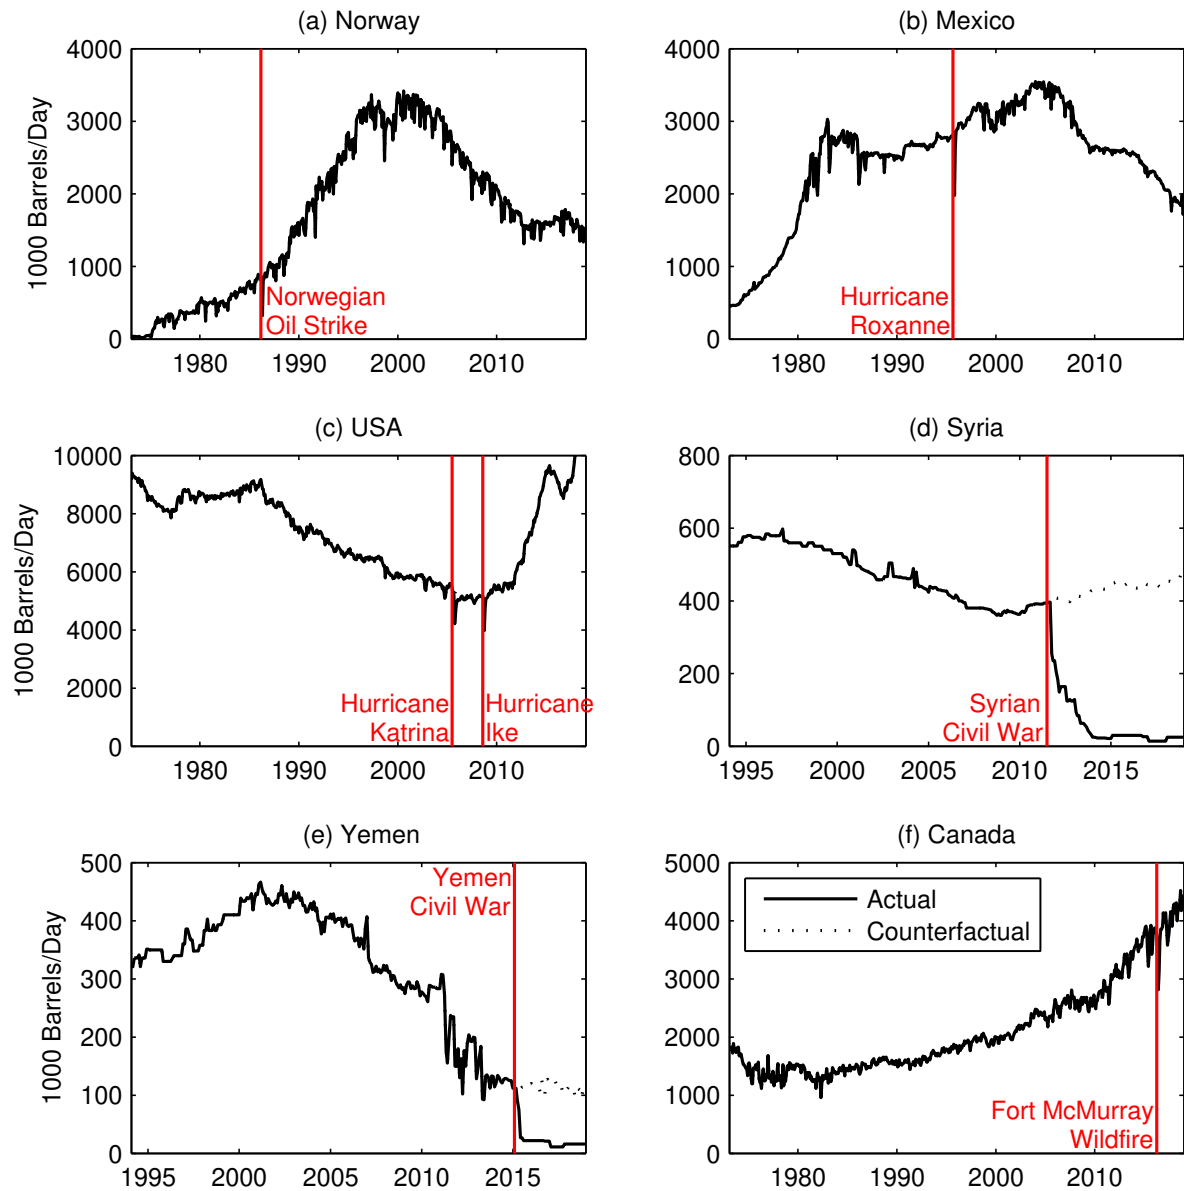 (a) Norway
1000 Barrels/Day
4000
3000
2000
1000
0
1980
1990
2000
2010
Norwegian
Oil Strike
(b) Mexico
4000
3000
2000
1000
0
1980
1990
2000
2010
Hurricane
Roxanne
(c) USA
1000 Barrels/Day
10000
8000
6000
4000
2000
0
1980
1990
2000
2010
Hurricane
Katrina
Hurricane
Ike
(d) Syria
800
600
400
200
0
1995
2000
2005
2010
2015
Syrian
Civil War
(e) Yemen
1000 Barrels/Day
500
400
300
200
100
0
1995
2000
2005
2010
2015
Yemen
Civil War
(f) Canada
5000
4000
3000
2000
1000
0
1980
1990
2000
2010
Actual
Counterfactual
Fort McMurray
Wildfire